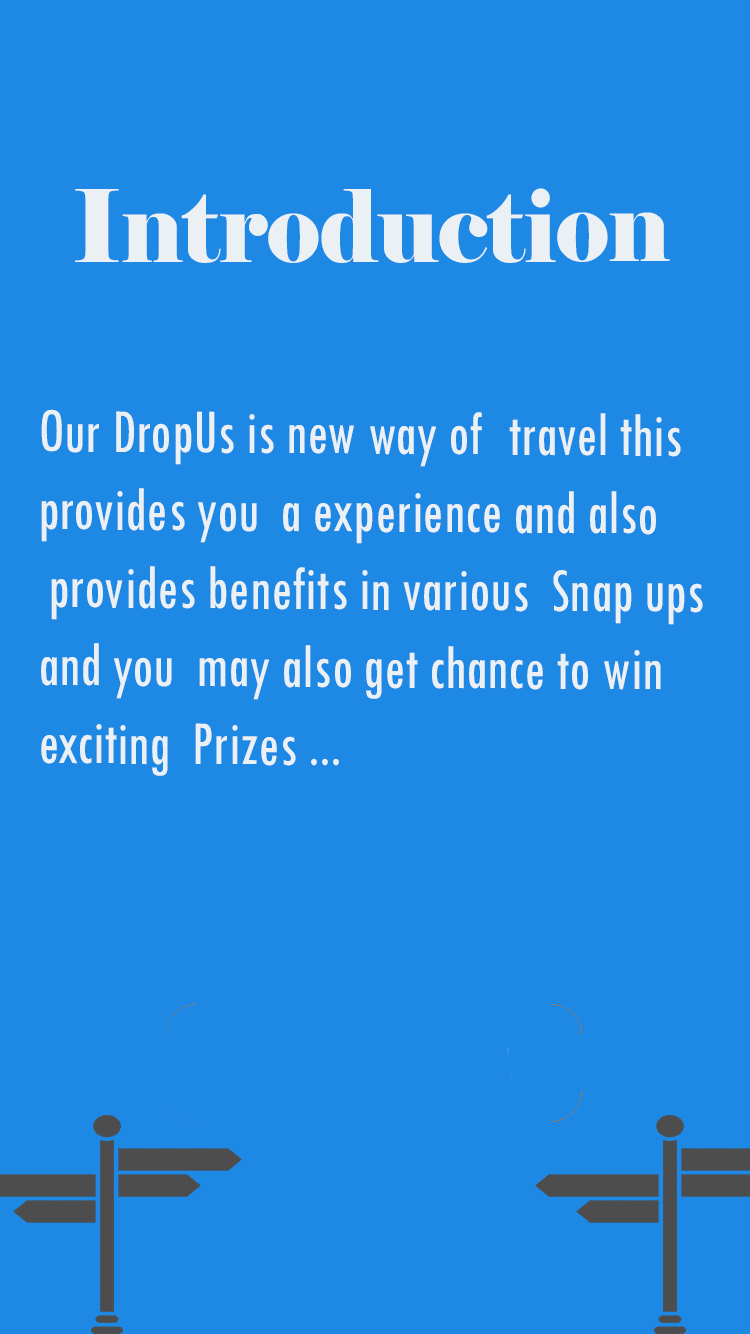 Introduction
Our DropUs is new way of travel this
provides you a experience and also
provides benefits in various Snap ups
and you may also get chance to win
exciting Prizes ...